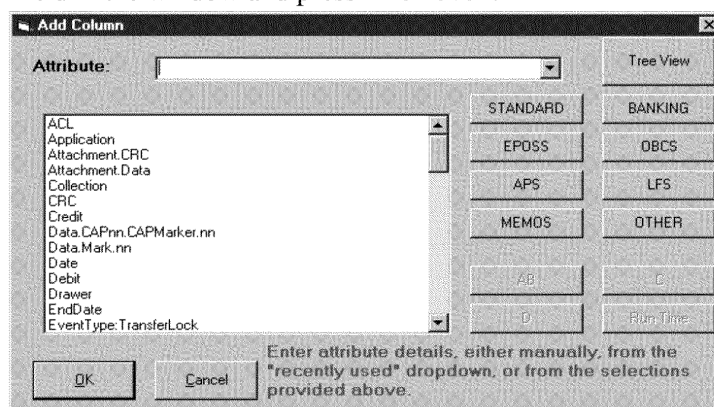 Add Column
Attribute:
Tree View
STANDARD BANKING
EPOSS OBCS
APS LFS
MEMOS OTHER
AB C
D Run Time
ACL
Application
Attachment.CRC
Attachment.Data
Collection
CRC
Credit
Data.CAPnn.CAPMarker.nn
Data.Mark.nn
Date
Debit
Drawer
EndDate
EventType:TransferLock
OK Cancel
Enter attribute details, either manually, from the
"recently used" dropdown, or from the selections
provided above.